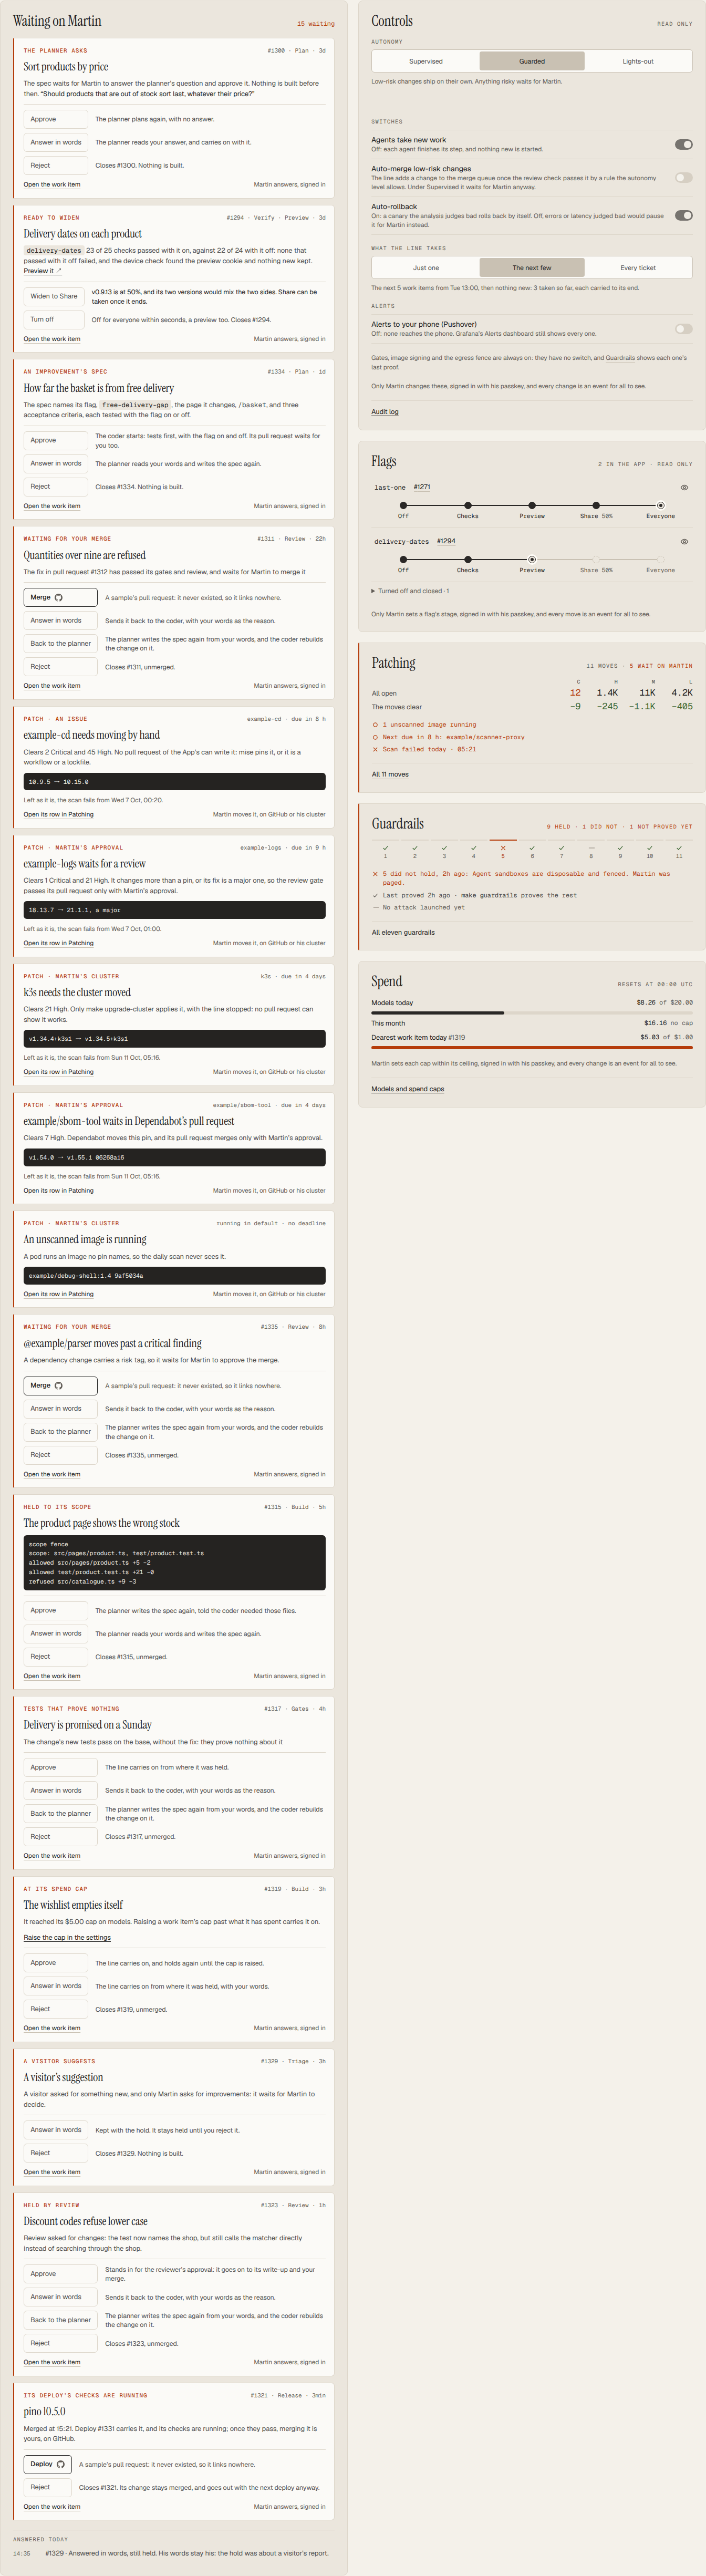 Waiting on Martin
15 waiting
THE PLANNER ASKS
#1300 · Plan · 3d
Sort products by price
The spec waits for Martin to answer the planner's question and approve it. Nothing is built before
then. "Should products that are out of stock sort last, whatever their price?"
Approve
The planner plans again, with no answer.
Answer in words
The planner reads your answer, and carries on with it.
Reject
Closes #1300. Nothing is built.
Open the work item
Martin answers, signed in
READY TO WIDEN
#1294 · Verify · Preview · 3d
Delivery dates on each product
delivery-dates 23 of 25 checks passed with it on, against 22 of 24 with it off: none that
passed with it off failed, and the device check found the preview cookie and nothing new kept.
Preview it ↗
Widen to Share
v0.9.13 is at 50%, and its two versions would mix the two sides. Share can be
taken once it ends.
Turn off
Off for everyone within seconds, a preview too. Closes #1294.
Open the work item
Martin answers, signed in
AN IMPROVEMENT'S SPEC
#1334 · Plan · 1d
How far the basket is from free delivery
The spec names its flag, free-delivery-gap, the page it changes, /basket, and three
acceptance criteria, each tested with the flag on or off.
Approve
The coder starts: tests first, with the flag on and off. Its pull request waits for
you too.
Answer in words
The planner reads your words and writes the spec again.
Reject
Closes #1334. Nothing is built.
Open the work item
Martin answers, signed in
WAITING FOR YOUR MERGE
#1311 · Review · 22h
Quantities over nine are refused
The fix in pull request #1312 has passed its gates and review, and waits for Martin to merge it
Merge
A sample's pull request: it never existed, so it links nowhere.
Answer in words
Sends it back to the coder, with your words as the reason.
Back to the planner
The planner writes the spec again from your words, and the coder rebuilds
the change on it.
Reject
Closes #1311, unmerged.
Open the work item
Martin answers, signed in
PATCH · AN ISSUE
example-cd · due in 8 h
example-cd needs moving by hand
Clears 2 Critical and 45 High. No pull request of the App's can write it: mise pins it, or it is a
workflow or a lockfile.
10.9.5 → 10.15.0
Left as it is, the scan fails from Wed 7 Oct, 00:20.
Open its row in Patching
Martin moves it, on GitHub or his cluster
PATCH · MARTIN'S APPROVAL
example-logs · due in 9 h
example-logs waits for a review
Clears 1 Critical and 21 High. It changes more than a pin, or its fix is a major one, so the review gate
passes its pull request only with Martin's approval.
18.13.7 → 21.1.1, a major
Left as it is, the scan fails from Wed 7 Oct, 01:00.
Open its row in Patching
Martin moves it, on GitHub or his cluster
PATCH · MARTIN'S CLUSTER
k3s · due in 4 days
k3s needs the cluster moved
Clears 21 High. Only make upgrade-cluster applies it, with the line stopped: no pull request can
show it works.
v1.34.4+k3s1 → v1.34.5+k3s1
Left as it is, the scan fails from Sun 11 Oct, 05:16.
Open its row in Patching
Martin moves it, on GitHub or his cluster
PATCH · MARTIN'S APPROVAL
example/sbom-tool · due in 4 days
example/sbom-tool waits in Dependabot's pull request
Clears 7 High. Dependabot moves this pin, and its pull request merges only with Martin's approval.
v1.54.0 → v1.55.1 06268a16
Left as it is, the scan fails from Sun 11 Oct, 05:16.
Open its row in Patching
Martin moves it, on GitHub or his cluster
PATCH · MARTIN'S CLUSTER
running in default · no deadline
An unscanned image is running
A pod runs an image no pin names, so the daily scan never sees it.
example/debug-shell:1.4 9af5034a
Open its row in Patching
Martin moves it, on GitHub or his cluster
WAITING FOR YOUR MERGE
#1335 · Review · 8h
@example/parser moves past a critical finding
A dependency change carries a risk tag, so it waits for Martin to approve the merge.
Merge
A sample's pull request: it never existed, so it links nowhere.
Answer in words
Sends it back to the coder, with your words as the reason.
Back to the planner
The planner writes the spec again from your words, and the coder rebuilds
the change on it.
Reject
Closes #1335, unmerged.
Open the work item
Martin answers, signed in
HELD TO ITS SCOPE
#1315 · Build · 5h
The product page shows the wrong stock
scope fence
scope: src/pages/product.ts, test/product.test.ts
allowed src/pages/product.ts +5 −2
allowed test/product.test.ts +21 −0
refused src/catalogue.ts +9 −3
Approve
The planner writes the spec again, told the coder needed those files.
Answer in words
The planner reads your words and writes the spec again.
Reject
Closes #1315, unmerged.
Open the work item
Martin answers, signed in
TESTS THAT PROVE NOTHING
#1317 · Gates · 4h
Delivery is promised on a Sunday
The change's new tests pass on the base, without the fix: they prove nothing about it
Approve
The line carries on from where it was held.
Answer in words
Sends it back to the coder, with your words as the reason.
Back to the planner
The planner writes the spec again from your words, and the coder rebuilds
the change on it.
Reject
Closes #1317, unmerged.
Open the work item
Martin answers, signed in
AT ITS SPEND CAP
#1319 · Build · 3h
The wishlist empties itself
It reached its $5.00 cap on models. Raising a work item's cap past what it has spent carries it on.
Raise the cap in the settings
Approve
The line carries on, and holds again until the cap is raised.
Answer in words
The line carries on from where it was held, with your words.
Reject
Closes #1319, unmerged.
Open the work item
Martin answers, signed in
A VISITOR SUGGESTS
#1329 · Triage · 3h
A visitor's suggestion
A visitor asked for something new, and only Martin asks for improvements: it waits for Martin to
decide.
Answer in words
Kept with the hold. It stays held until you reject it.
Reject
Closes #1329. Nothing is built.
Open the work item
Martin answers, signed in
HELD BY REVIEW
#1323 · Review · 1h
Discount codes refuse lower case
Review asked for changes: the test now names the shop, but still calls the matcher directly
instead of searching through the shop.
Approve
Stands in for the reviewer's approval: it goes on to its write-up and your
merge.
Answer in words
Sends it back to the coder, with your words as the reason.
Back to the planner
The planner writes the spec again from your words, and the coder rebuilds
the change on it.
Reject
Closes #1323, unmerged.
Open the work item
Martin answers, signed in
ITS DEPLOY'S CHECKS ARE RUNNING
#1321 · Release · 3min
pino 10.5.0
Merged at 15:21. Deploy #1331 carries it, and its checks are running; once they pass, merging it is
yours, on GitHub.
Deploy
A sample's pull request: it never existed, so it links nowhere.
Reject
Closes #1321. Its change stays merged, and goes out with the next deploy anyway.
Open the work item
Martin answers, signed in
ANSWERED TODAY
14:35
#1329 · Answered in words, still held. His words stay his: the hold was about a visitor's report.
Controls
READ ONLY
AUTONOMY
Supervised
Guarded
Lights-out
Low-risk changes ship on their own. Anything risky waits for Martin.
SWITCHES
Agents take new work
Off: each agent finishes its step, and nothing new is started.
Auto-merge low-risk changes
The line adds a change to the merge queue once the review check passes it by a rule the autonomy
level allows. Under Supervised it waits for Martin anyway.
Auto-rollback
On: a canary the analysis judges bad rolls back by itself. Off, errors or latency judged bad would pause
it for Martin instead.
WHAT THE LINE TAKES
Just one
The next few
Every ticket
The next 5 work items from Tue 13:00, then nothing new: 3 taken so far, each carried to its end.
ALERTS
Alerts to your phone (Pushover)
Off: none reaches the phone. Grafana's Alerts dashboard still shows every one.
Gates, image signing and the egress fence are always on: they have no switch, and Guardrails shows each one's
last proof.
Only Martin changes these, signed in with his passkey, and every change is an event for all to see.
Audit log
Flags
2 IN THE APP · READ ONLY
last-one #1271
Off
Checks
Preview
Share 50%
Everyone
delivery-dates #1294
Off
Checks
Preview
Share 50%
Everyone
▶ Turned off and closed · 1
Only Martin sets a flag's stage, signed in with his passkey, and every move is an event for all to see.
Patching
11 MOVES · 5 WAIT ON MARTIN
C H M L
All open 12 1.4K 11K 4.2K
The moves clear −9 −245 −1.1K −405
1 unscanned image running
Next due in 8 h: example/scanner-proxy
Scan failed today · 05:21
All 11 moves
Guardrails
9 HELD · 1 DID NOT · 1 NOT PROVED YET
1 2 3 4 5 6 7 8 9 10 11
5 did not hold, 2h ago: Agent sandboxes are disposable and fenced. Martin was
paged.
Last proved 2h ago · make guardrails proves the rest
No attack launched yet
All eleven guardrails
Spend
RESETS AT 00:00 UTC
Models today
$8.26 of $20.00
This month
$16.16 no cap
Dearest work item today #1319
$5.03 of $1.00
Martin sets each cap within its ceiling, signed in with his passkey, and every change is an event for all to see.
Models and spend caps